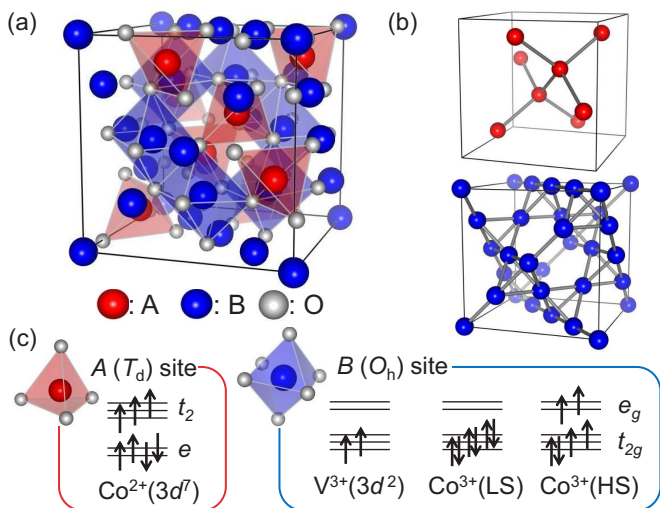 (a)
(b)
: A : B : O
(c)
A (Td) site
t2
e
Co2+(3d7)
B (Oh) site
eg
t2g
V3+(3d2) Co3+(LS) Co3+(HS)